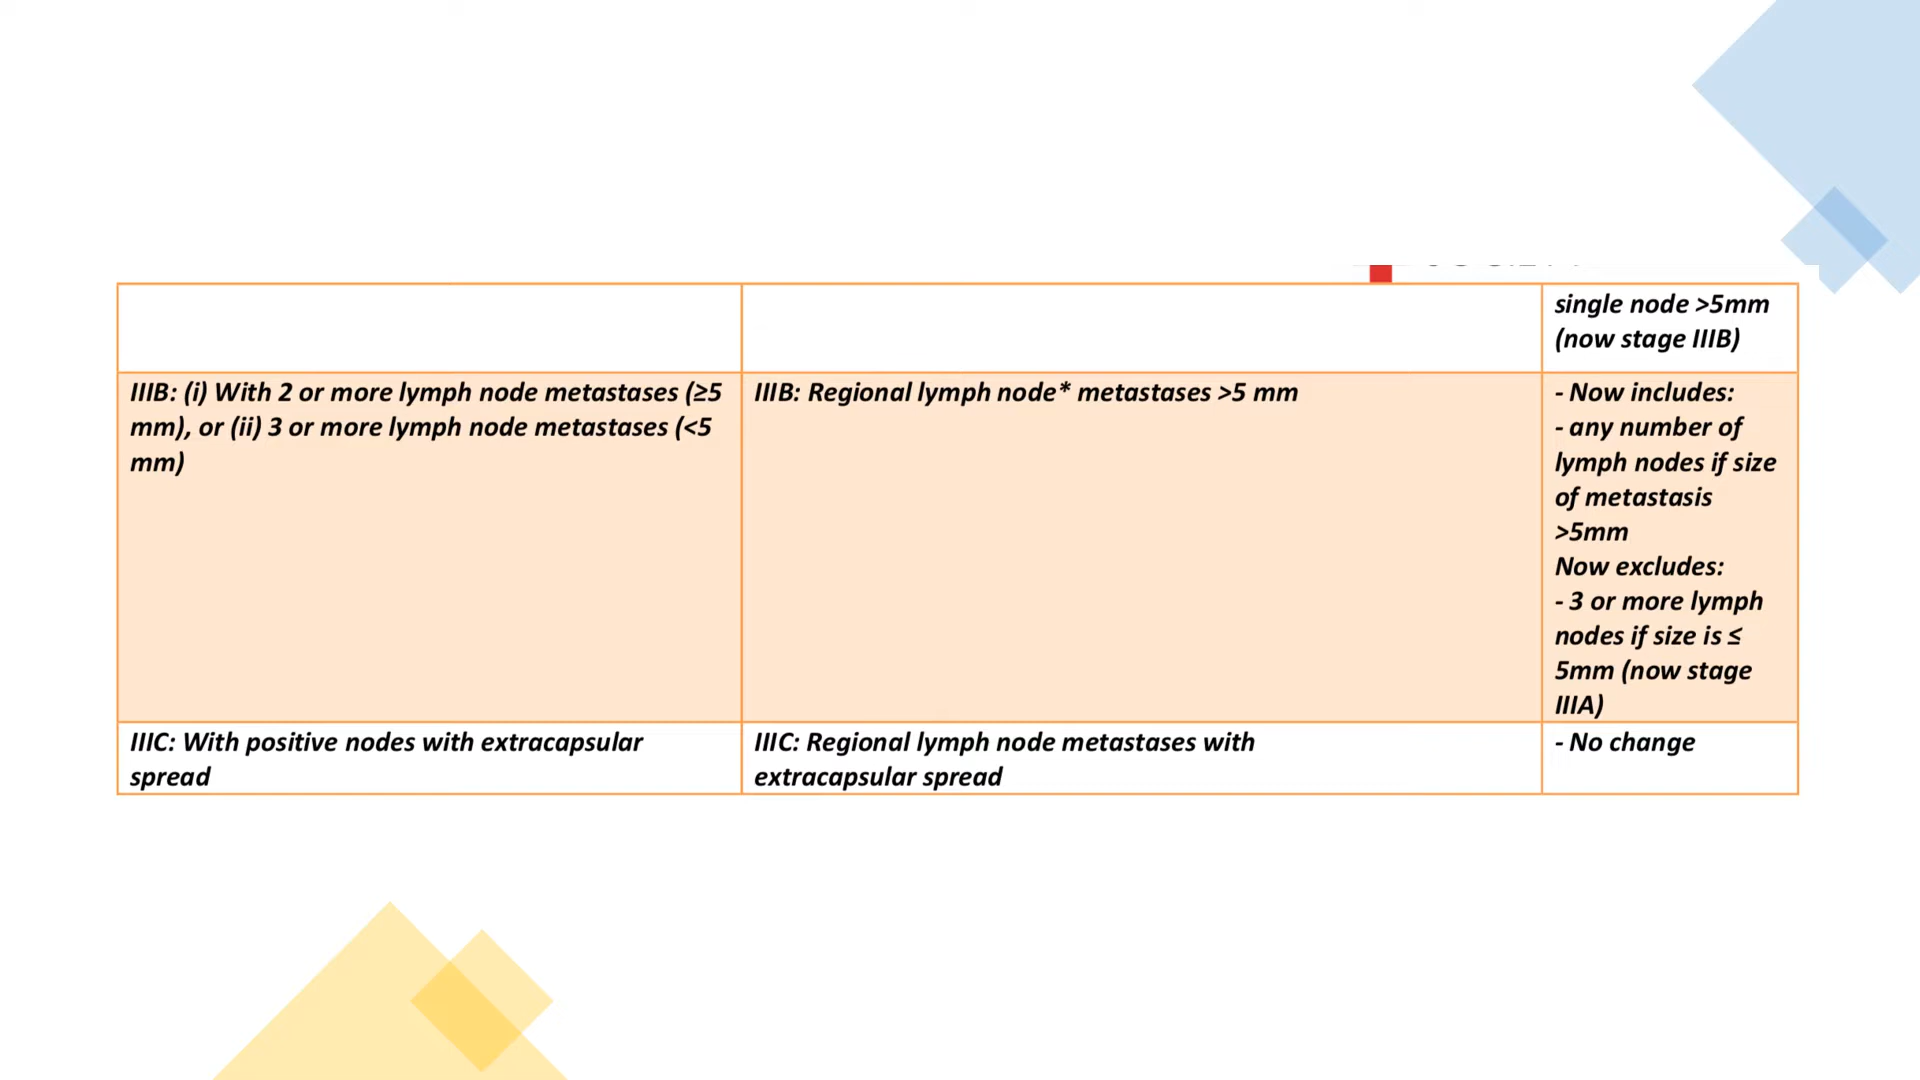 single node >5mm
(now stage IIIB)
IIIB: (i) With 2 or more lymph node metastases (≥5
mm), or (ii) 3 or more lymph node metastases (<5
mm)
IIIB: Regional lymph node* metastases >5 mm
- Now includes:
- any number of
lymph nodes if size
of metastasis
>5mm
Now excludes:
- 3 or more lymph
nodes if size is ≤
5mm (now stage
IIIA)
IIIC: With positive nodes with extracapsular
spread
IIIC: Regional lymph node metastases with
extracapsular spread
- No change